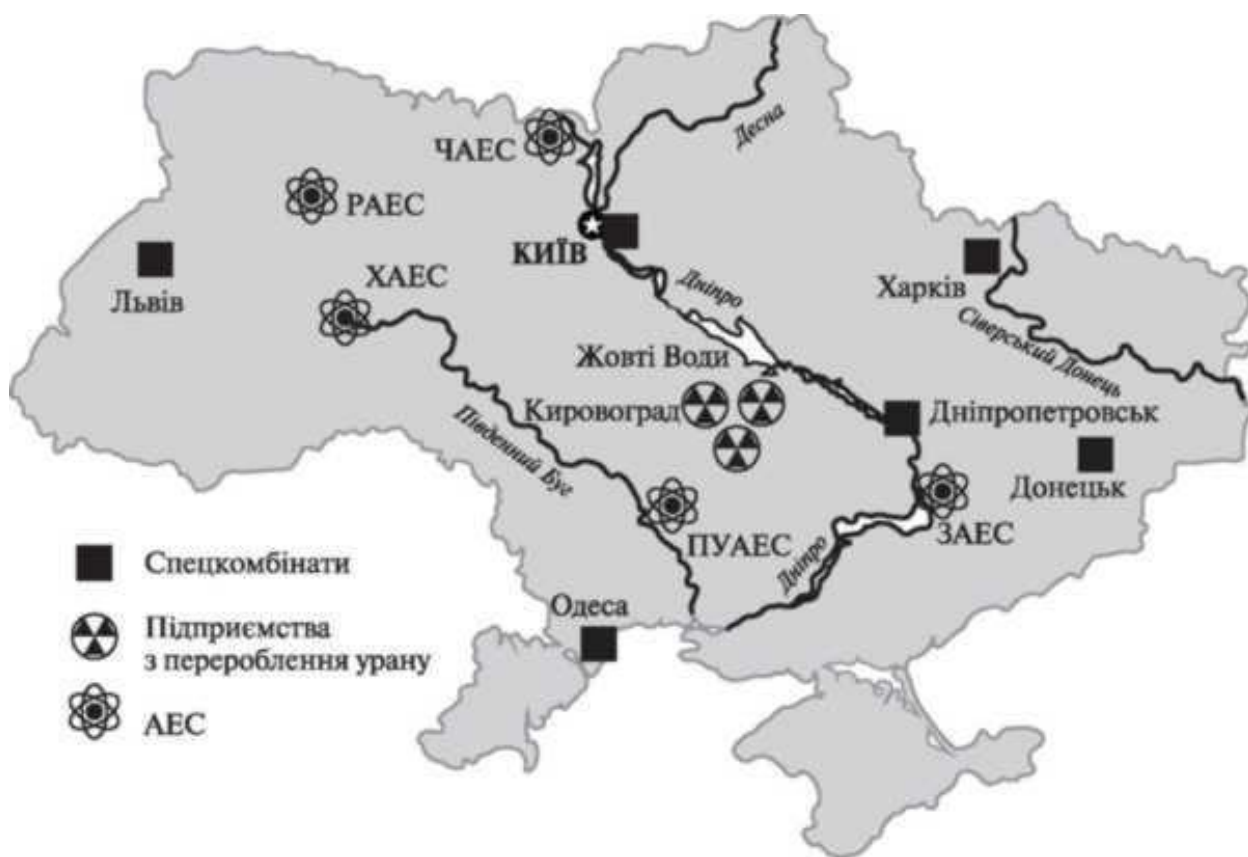 Десна
ЧАЕС
РАЕС
КИЇВ
Львів
ХАЕС
Дніпро
Харків
Сіверський Донець
Жовті Води
Кировоград
Дніпропетровськ
Південний Буг
Донецьк
ПУАЕС
ЗАЕС
Дніпро
Одеса
Спецкомбінати
Підприємства
з перероблення урану
АЕС